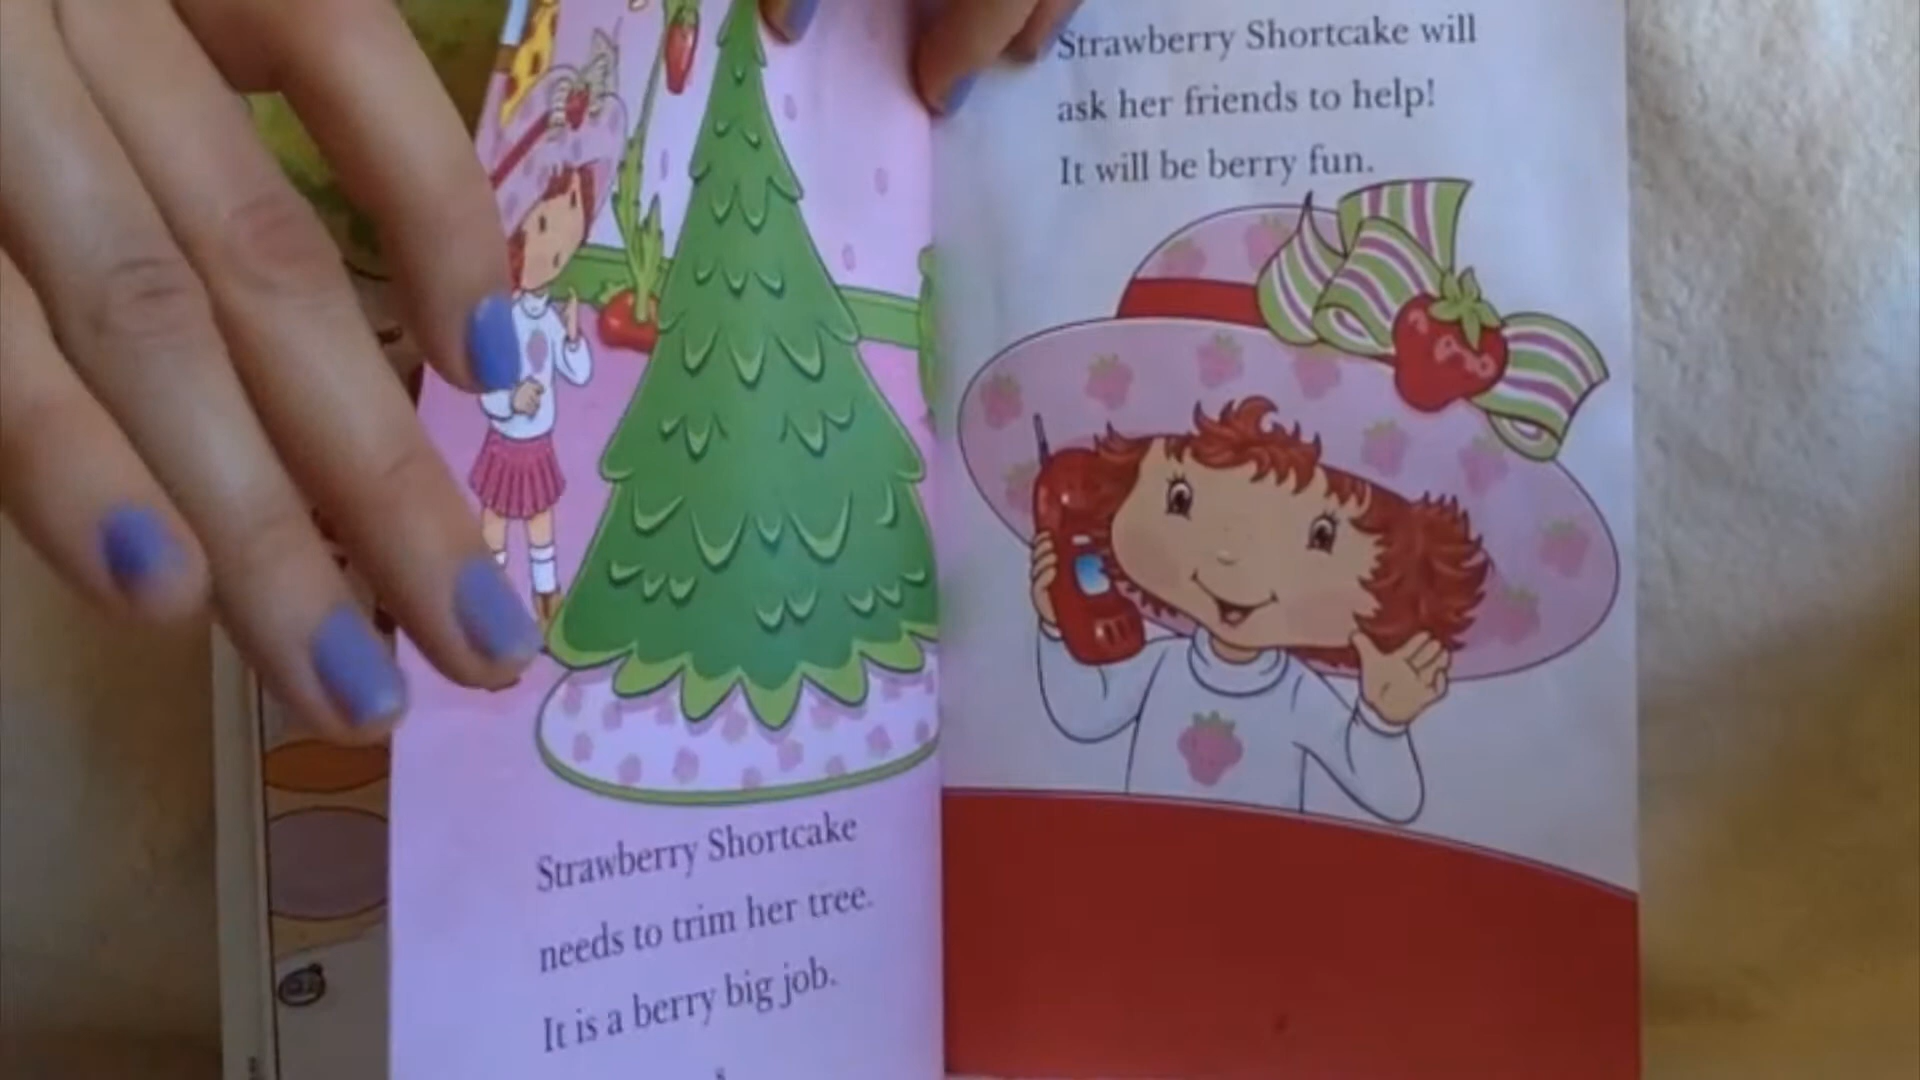 Strawberry Shortcake
needs to trim her tree.
It is a berry big job.
Strawberry Shortcake will
ask her friends to help!
It will be berry fun.